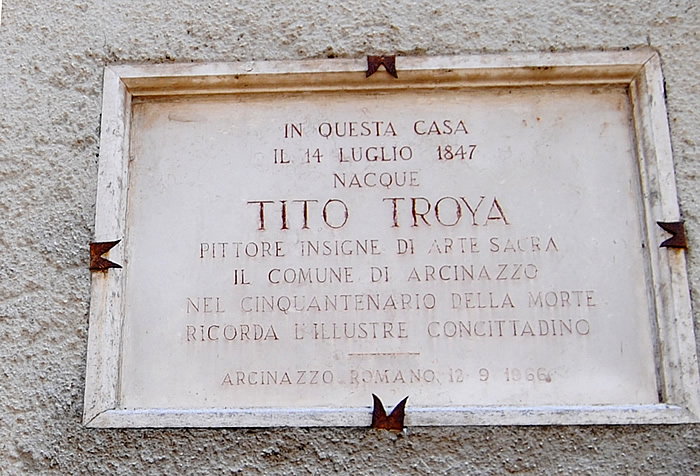 IN QUESTA CASA
IL 14 LUGLIO 1847
NACQUE
TITO TROYA
PITTORE INSIGNE DI ARTE SACRA
IL COMUNE DI ARCINAZZO
NEL CINQUANTENARIO DELLA MORTE
RICORDA L'ILLUSTRE CONCITTADINO
ARCINAZZO ROMANO 12 9 1966